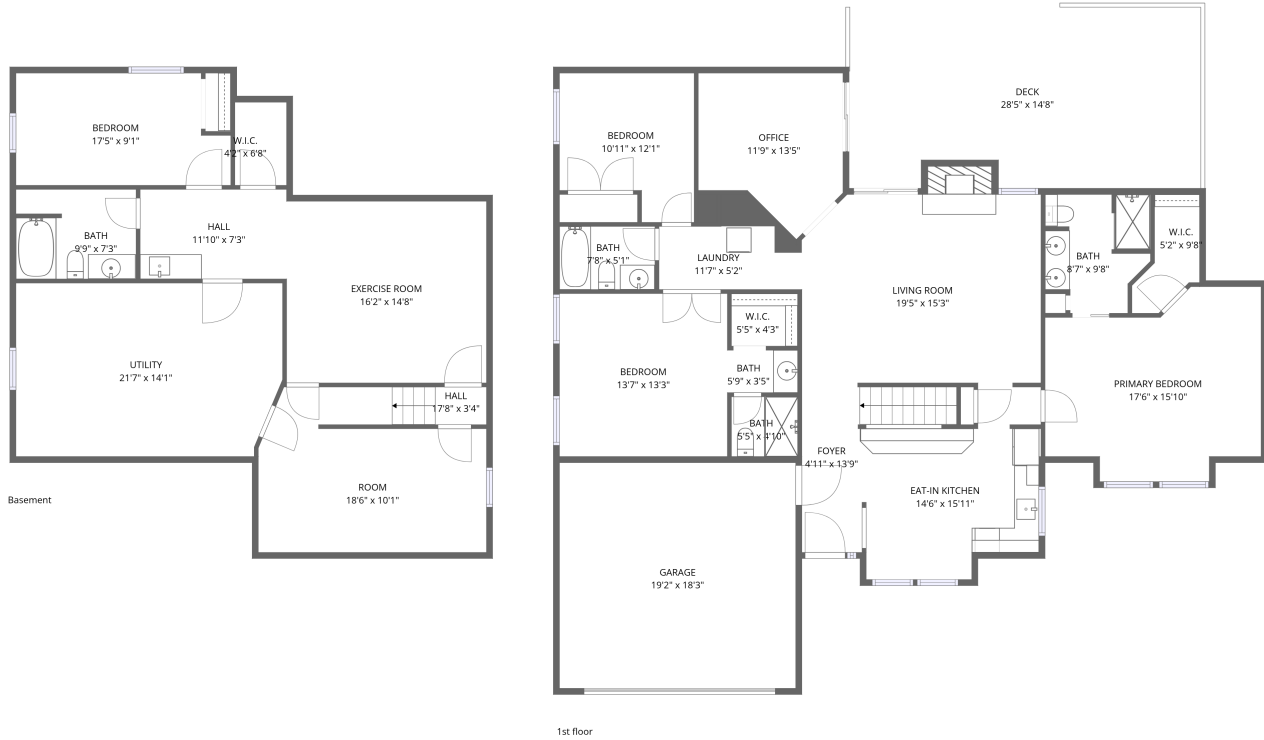 BEDROOM
17'5" x 9'1"
W.I.C.
4'2" x 6'8"
HALL
11'10" x 7'3"
BATH
9'9" x 7'3"
EXERCISE ROOM
16'2" x 14'8"
UTILITY
21'7" x 14'1"
HALL
17'8" x 3'4"
ROOM
18'6" x 10'1"
Basement
DECK
28'5" x 14'8"
BEDROOM
10'11" x 12'1"
OFFICE
11'9" x 13'5"
BATH
7'8" x 5'1"
LAUNDRY
11'7" x 5'2"
LIVING ROOM
19'5" x 15'3"
BATH
8'7" x 9'8"
W.I.C.
5'2" x 9'8"
W.I.C.
5'5" x 4'3"
BEDROOM
13'7" x 13'3"
BATH
5'9" x 3'5"
BATH
5'5" x 4'10"
PRIMARY BEDROOM
17'6" x 15'10"
FOYER
4'11" x 13'9"
EAT-IN KITCHEN
14'6" x 15'11"
GARAGE
19'2" x 18'3"
1st floor